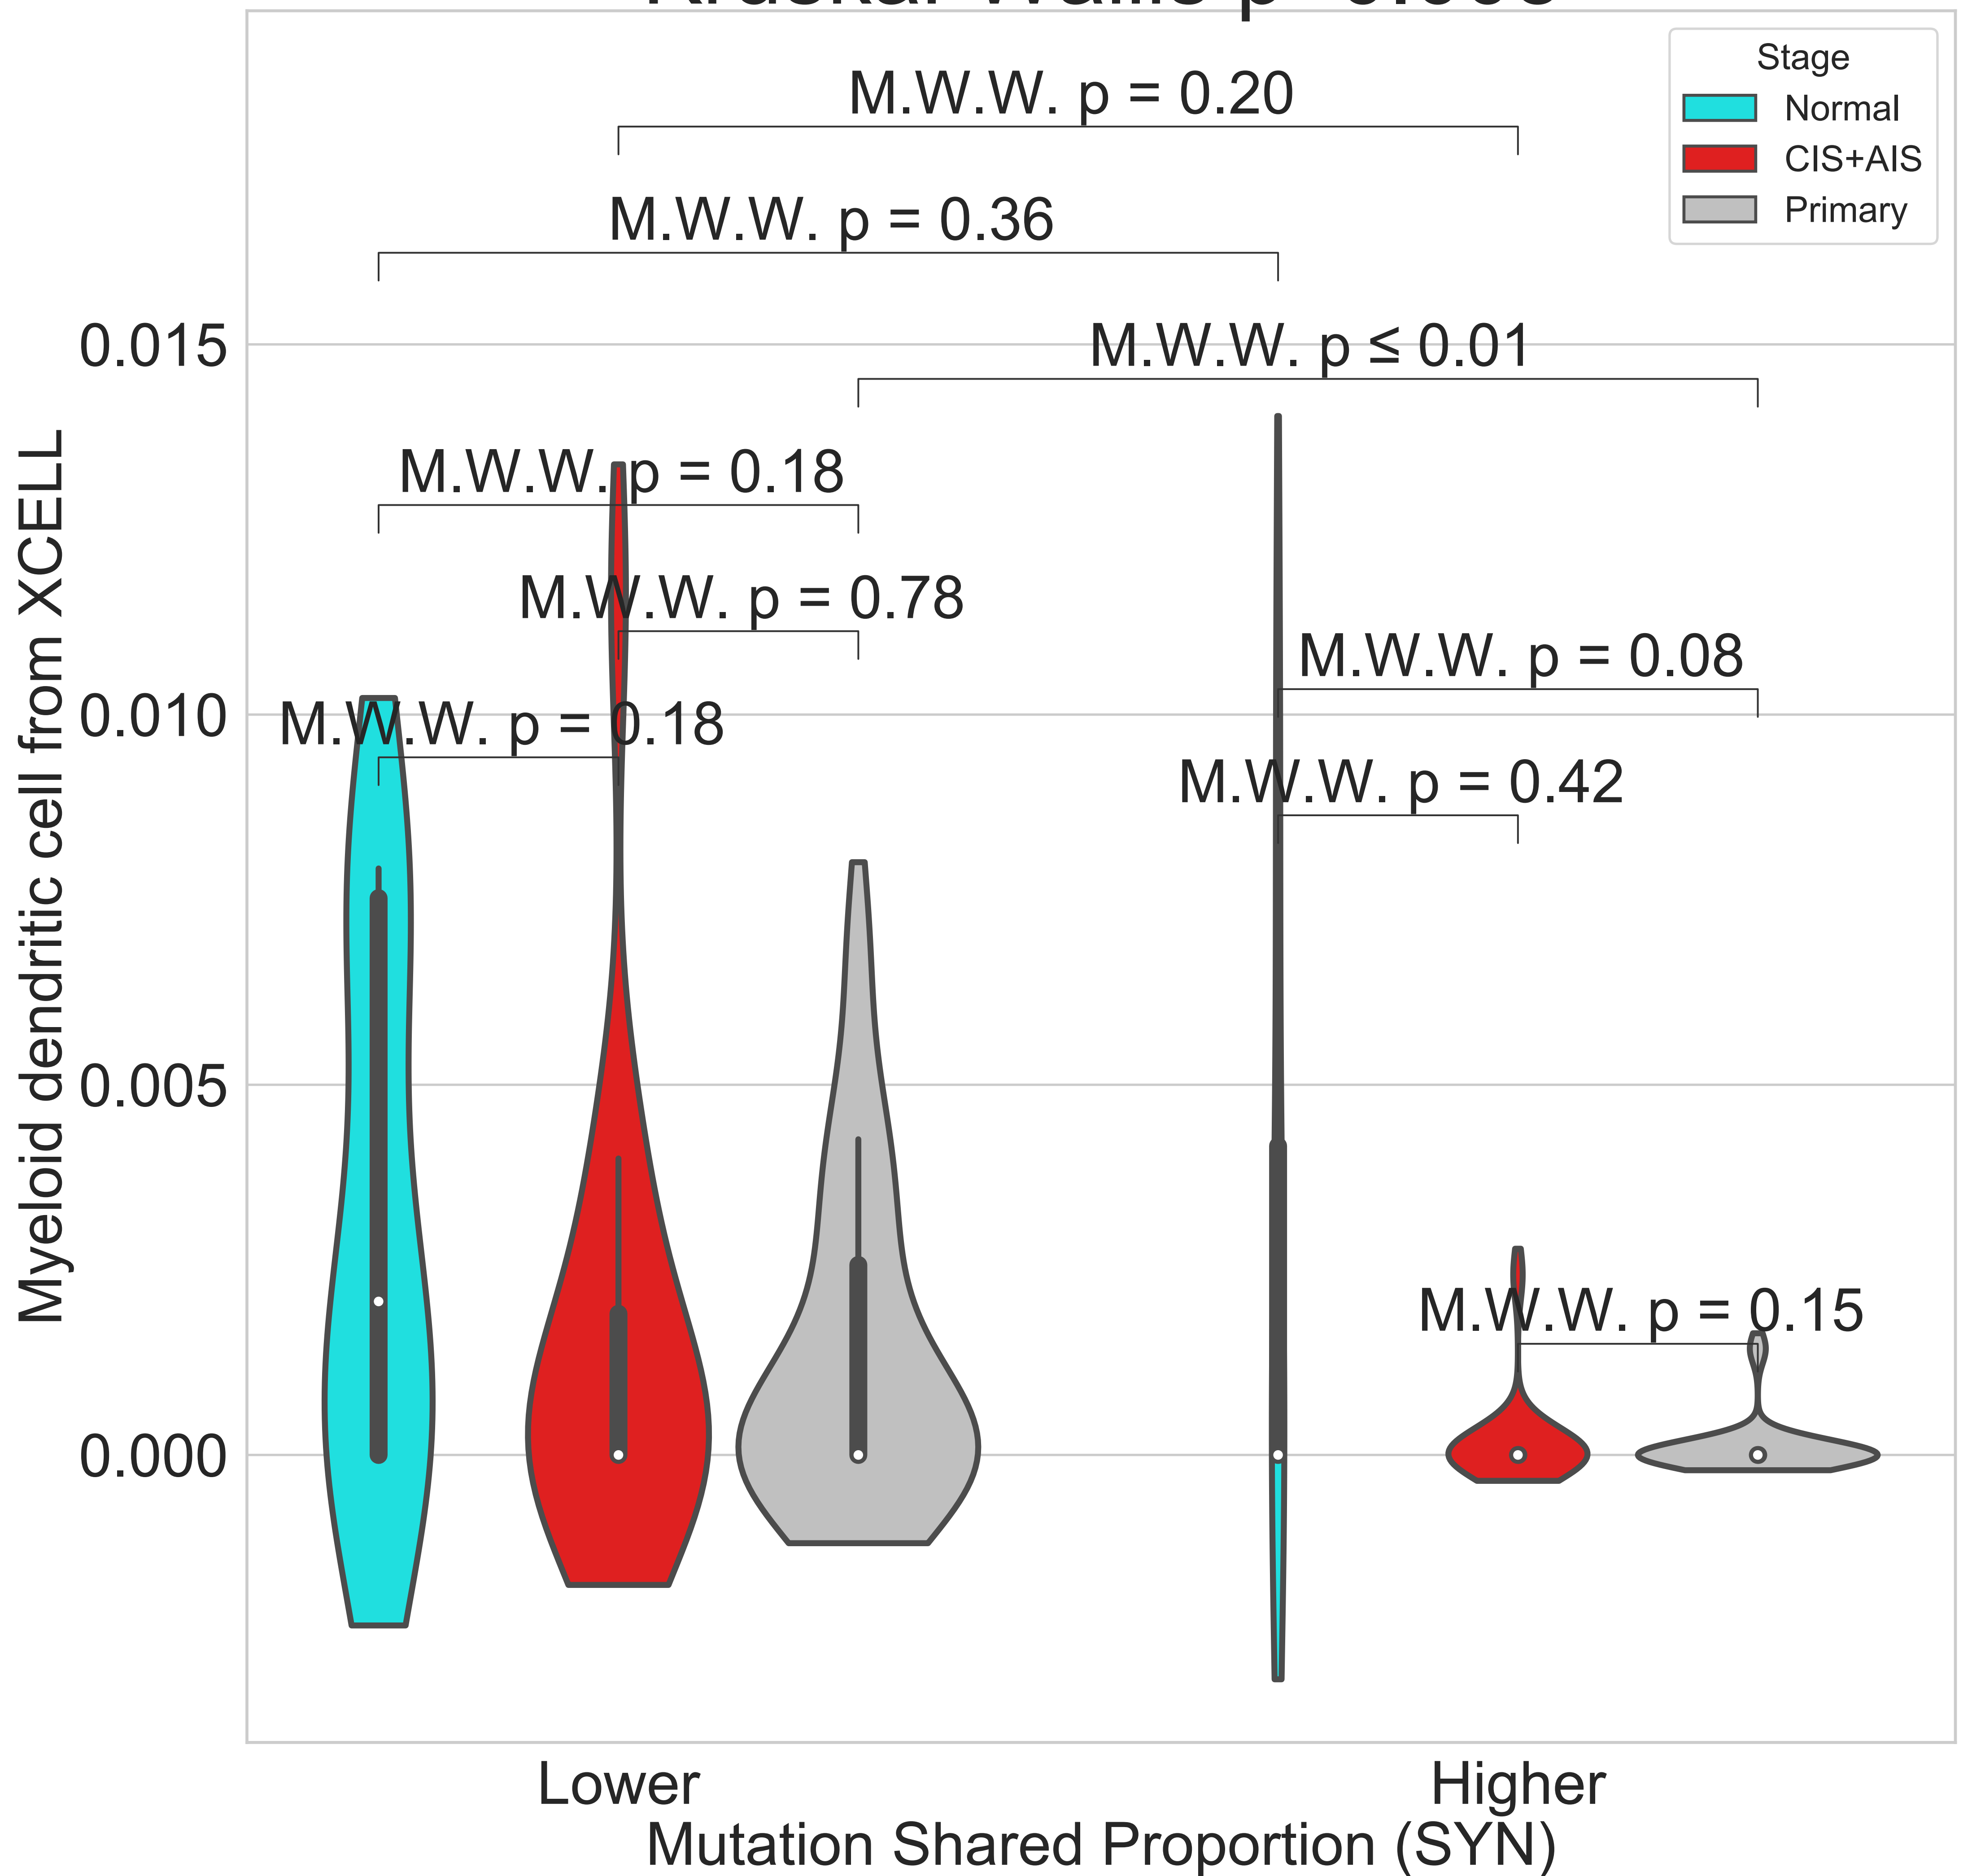 Stage
Normal
CIS+AIS
Primary
M.W.W. p = 0.20
M.W.W. p = 0.36
M.W.W. p ≤ 0.01
M.W.W. p = 0.18
M.W.W. p = 0.78
M.W.W. p = 0.08
M.W.W. p = 0.18
M.W.W. p = 0.42
M.W.W. p = 0.15
0.015
0.010
0.005
0.000
Myeloid dendritic cell from XCELL
Lower
Higher
Mutation Shared Proportion (SYN)